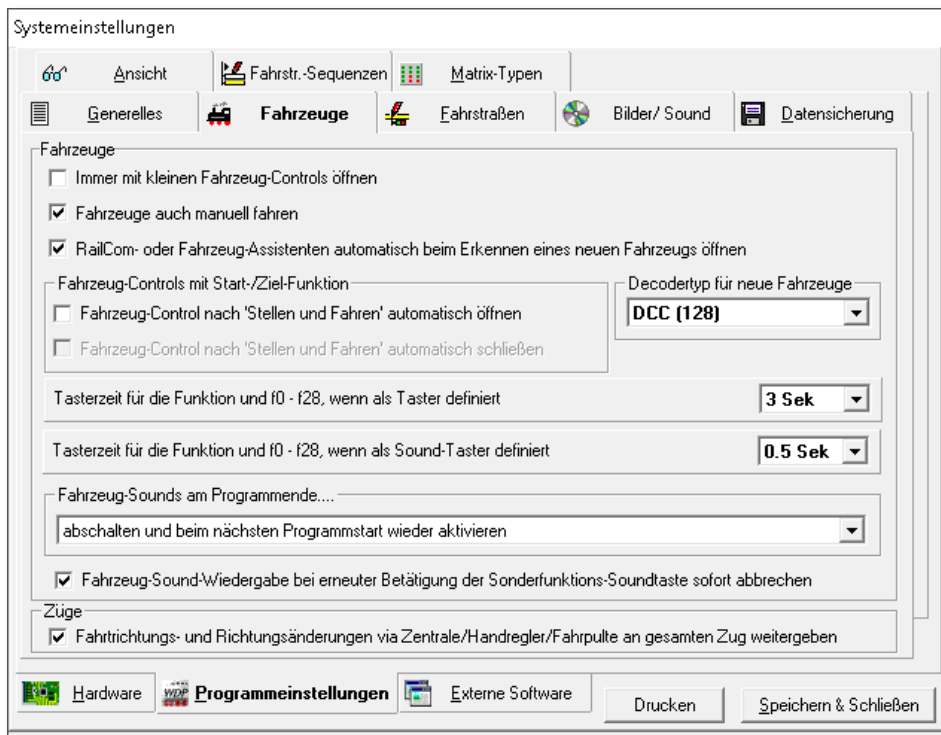 Systemeinstellungen
Ansicht
Fahrstr.-Sequenzen
Matrix-Typen
Generelles
Fahrzeuge
Fahrstraßen
Bilder/ Sound
Datensicherung
Fahrzeuge
Immer mit kleinen Fahrzeug-Controls öffnen
Fahrzeuge auch manuell fahren
RailCom- oder Fahrzeug-Assistenten automatisch beim Erkennen eines neuen Fahrzeugs öffnen
Fahrzeug-Controls mit Start-/Ziel-Funktion
Fahrzeug-Control nach 'Stellen und Fahren' automatisch öffnen
Fahrzeug-Control nach 'Stellen und Fahren' automatisch schließen
Decodertyp für neue Fahrzeuge
DCC (128)
Tasterzeit für die Funktion und f0 - f28, wenn als Taster definiert
3 Sek
Tasterzeit für die Funktion und f0 - f28, wenn als Sound-Taster definiert
0.5 Sek
Fahrzeug-Sounds am Programmende....
abschalten und beim nächsten Programmstart wieder aktivieren
Fahrzeug-Sound-Wiedergabe bei erneuter Betätigung der Sonderfunktions-Soundtaste sofort abbrechen
Züge
Fahrtrichtungs- und Richtungsänderungen via Zentrale/Handregler/Fahrpulte an gesamten Zug weitergeben
Hardware
WDP
Programmeinstellungen
Externe Software
Drucken
Speichern & Schließen